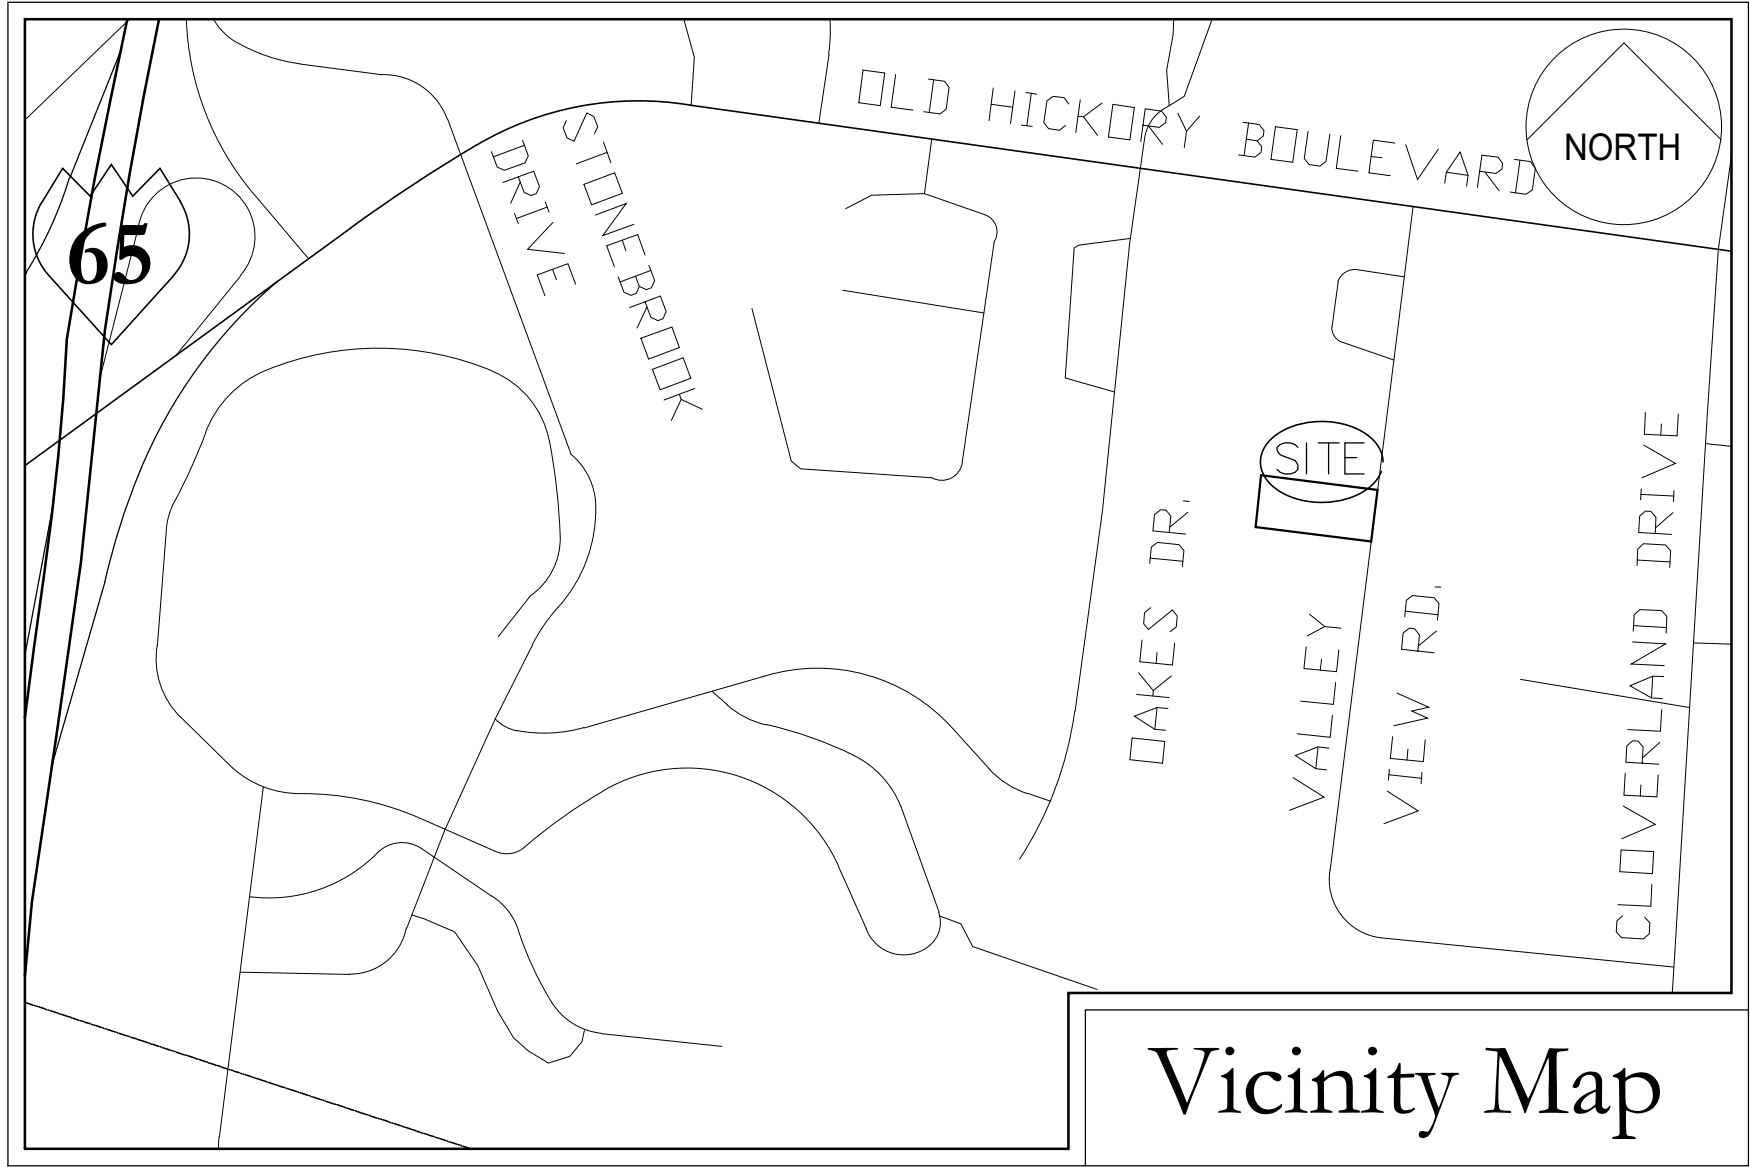 OLD HICKORY BOULEVARD
NORTH
STONEBROOK
DRIVE
65
SITE
OAKES DR.
VALLEY
VIEW RD.
CLOVERLAND DRIVE
Vicinity Map